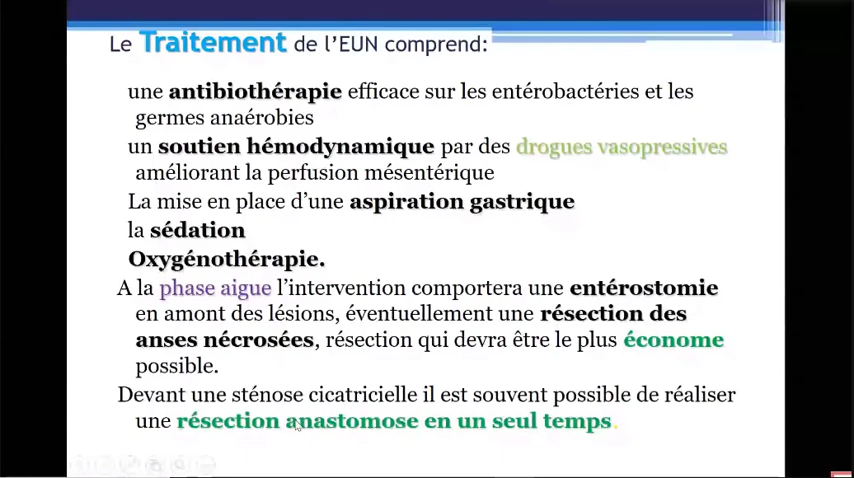 Le Traitement de l'EUN comprend:
une antibiothérapie efficace sur les entérobactéries et les
germes anaérobies
un soutien hémodynamique par des drogues vasopressives
améliorant la perfusion mésentérique
La mise en place d'une aspiration gastrique
la sédation
Oxygénothérapie.
A la phase aigue l'intervention comportera une entérostomie
en amont des lésions, éventuellement une résection des
anses nécrosées, résection qui devra être le plus économe
possible.
Devant une sténose cicatricielle il est souvent possible de réaliser
une résection anastomose en un seul temps.